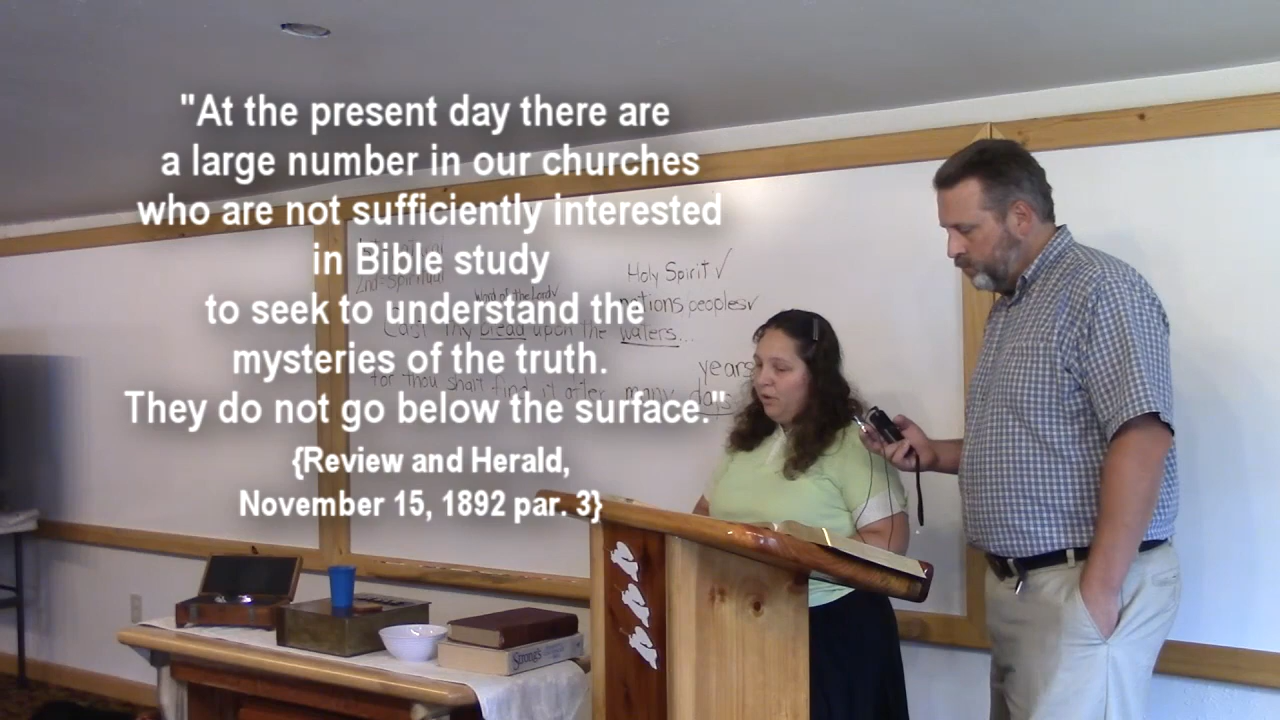 "At the present day there are
a large number in our churches
who are not sufficiently interested
in Bible study
to seek to understand the
mysteries of the truth.
They do not go below the surface."
{Review and Herald,
November 15, 1892 par. 3}
2nd=Spiritual
Holy Spirit ✓
Word of the Lord✓
nations peoples✓
Cast thy bread upon the waters...
years
for thou shalt find it after many days
Strong's